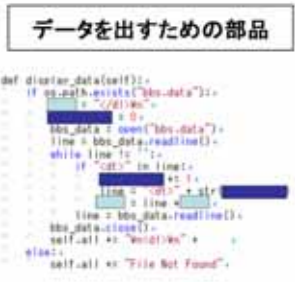 データを出すための部品
def display_data(self):
if os.path.exists("bbs.data"):
= "</dl>¥n"
= 0
bbs_data = open("bbs.data")
line = bbs_data.readline()
while line != '':
if "<dt>" in line:
+= 1
line = "<dt>" + str
= line +
line = bbs_data.readline()
bbs_data.close()
self.all += "¥n<dl>¥n" +
else:
self.all += "File Not Found"